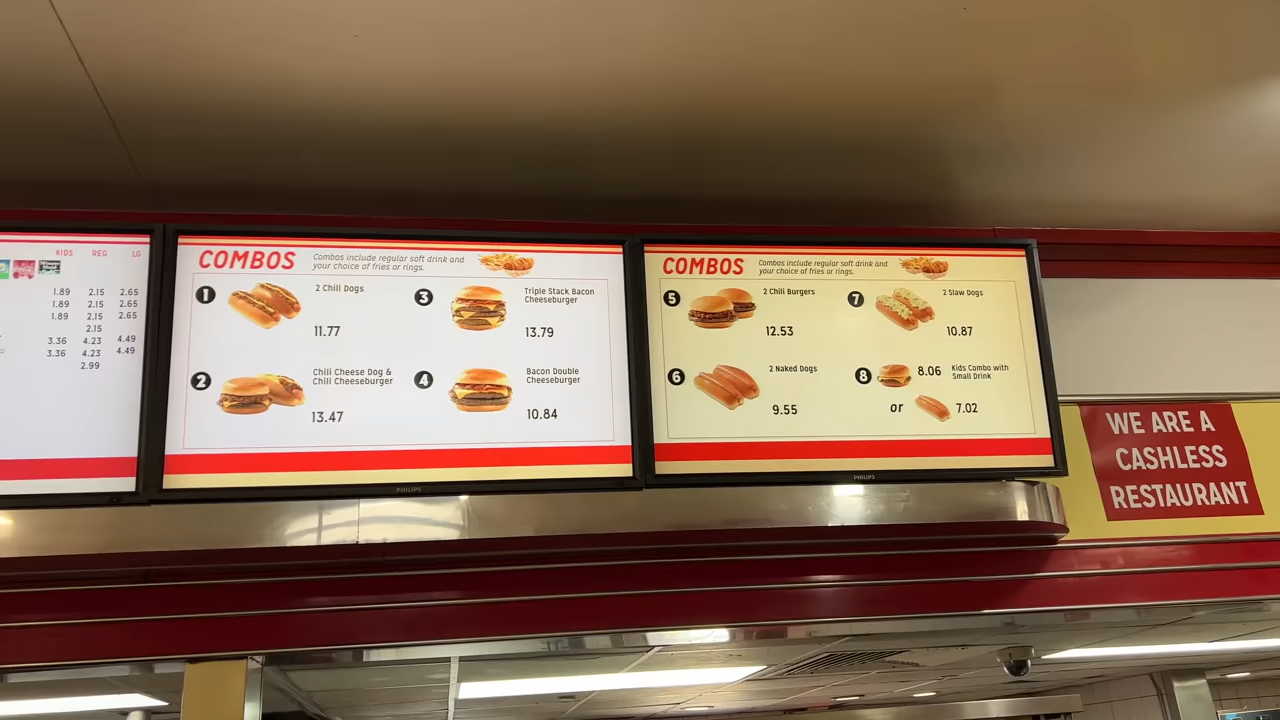 KIDS REG LG
1.89 2.15 2.65
1.89 2.15 2.65
1.89 2.15 2.65
2.15
3.36 4.23 4.49
3.36 4.23 4.49
2.99
COMBOS
Combos include regular soft drink and
your choice of fries or rings.
1
2 Chili Dogs
11.77
2
Chili Cheese Dog &
Chili Cheeseburger
13.47
3
Triple Stack Bacon
Cheeseburger
13.79
4
Bacon Double
Cheeseburger
10.84
PHILIPS
COMBOS
Combos include regular soft drink and
your choice of fries or rings.
5
2 Chili Burgers
12.53
6
2 Naked Dogs
9.55
7
2 Slaw Dogs
10.87
8
8.06
Kids Combo with
Small Drink
or
7.02
PHILIPS
WE ARE A
CASHLESS
RESTAURANT